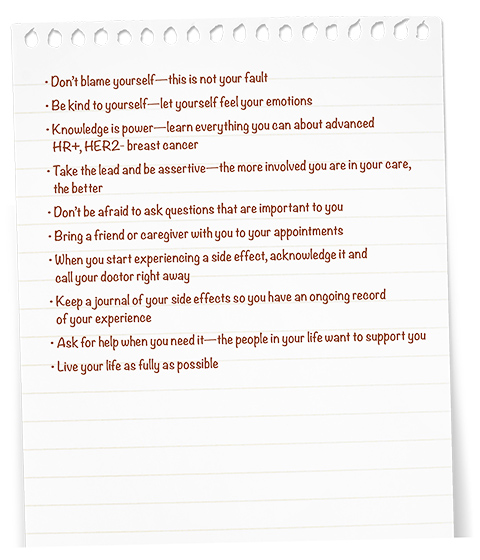 • Don't blame yourself—this is not your fault
• Be kind to yourself—let yourself feel your emotions
• Knowledge is power—learn everything you can about advanced
HR+, HER2- breast cancer
• Take the lead and be assertive—the more involved you are in your care,
the better
• Don't be afraid to ask questions that are important to you
• Bring a friend or caregiver with you to your appointments
• When you start experiencing a side effect, acknowledge it and
call your doctor right away
• Keep a journal of your side effects so you have an ongoing record
of your experience
• Ask for help when you need it—the people in your life want to support you
• Live your life as fully as possible